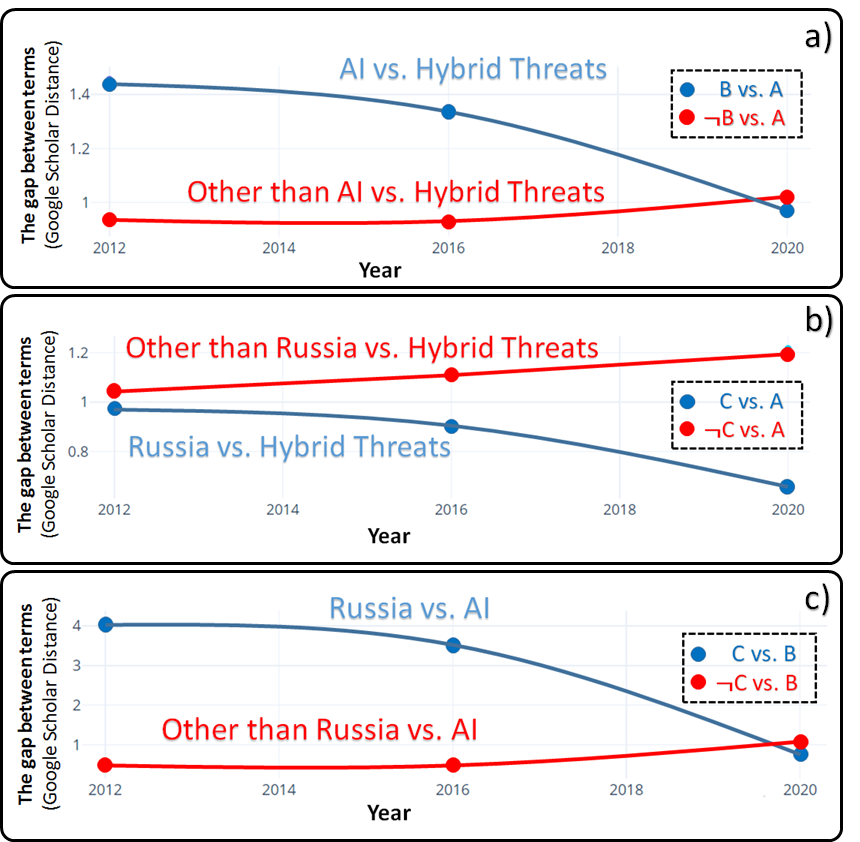 a)
AI vs. Hybrid Threats
B vs. A
¬B vs. A
Other than AI vs. Hybrid Threats
The gap between terms
(Google Scholar Distance)
1.4
1.2
1
2012
2014
2016
2018
2020
Year
b)
Other than Russia vs. Hybrid Threats
C vs. A
¬C vs. A
Russia vs. Hybrid Threats
The gap between terms
(Google Scholar Distance)
1.2
1
0.8
2012
2014
2016
2018
2020
Year
c)
Russia vs. AI
C vs. B
¬C vs. B
Other than Russia vs. AI
The gap between terms
(Google Scholar Distance)
4
3
2
1
2012
2014
2016
2018
2020
Year